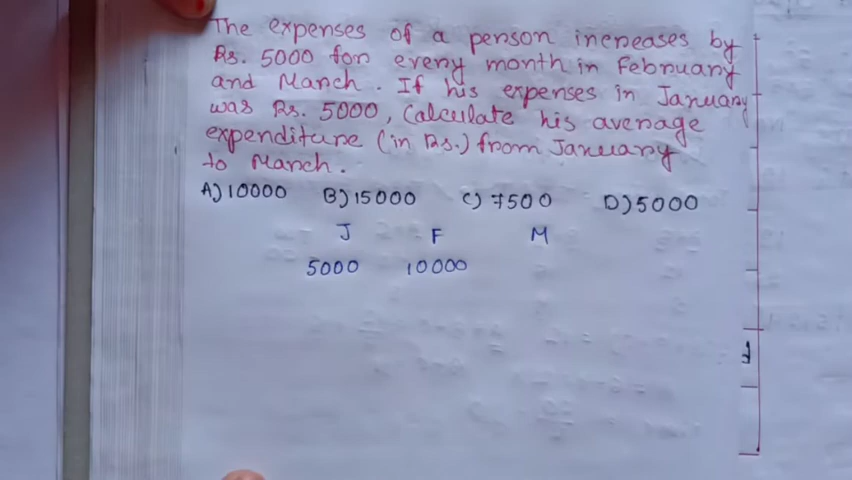 The expenses of a person increases by
Rs. 5000 for every month in February
and March. If his expenses in January
was Rs. 5000, Calculate his average
expenditure (in Rs.) from January
to March.
A) 10000 B) 15000 C) 7500 D) 5000
J F M
5000 10000